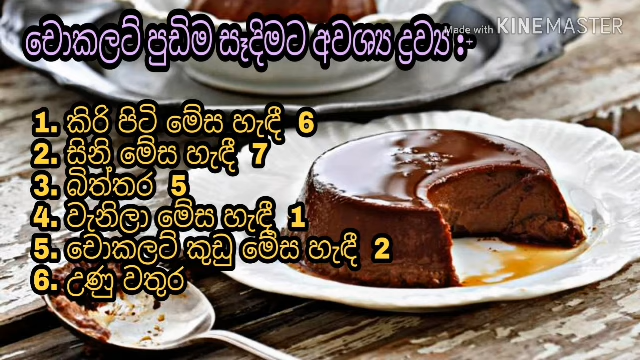 Made with KINEMASTER
චොකලට් පුඩිම සෑදිමට අවශ්‍ය ද්‍රව්‍ය :-
1. කිරි පිටි මේස හැඳී 6
2. සිනි මේස හැඳී 7
3. බිත්තර 5
4. වැනිලා මේස හැඳී 1
5. චොකලට් කුඩු මේස හැඳී 2
6. උණු වතුර